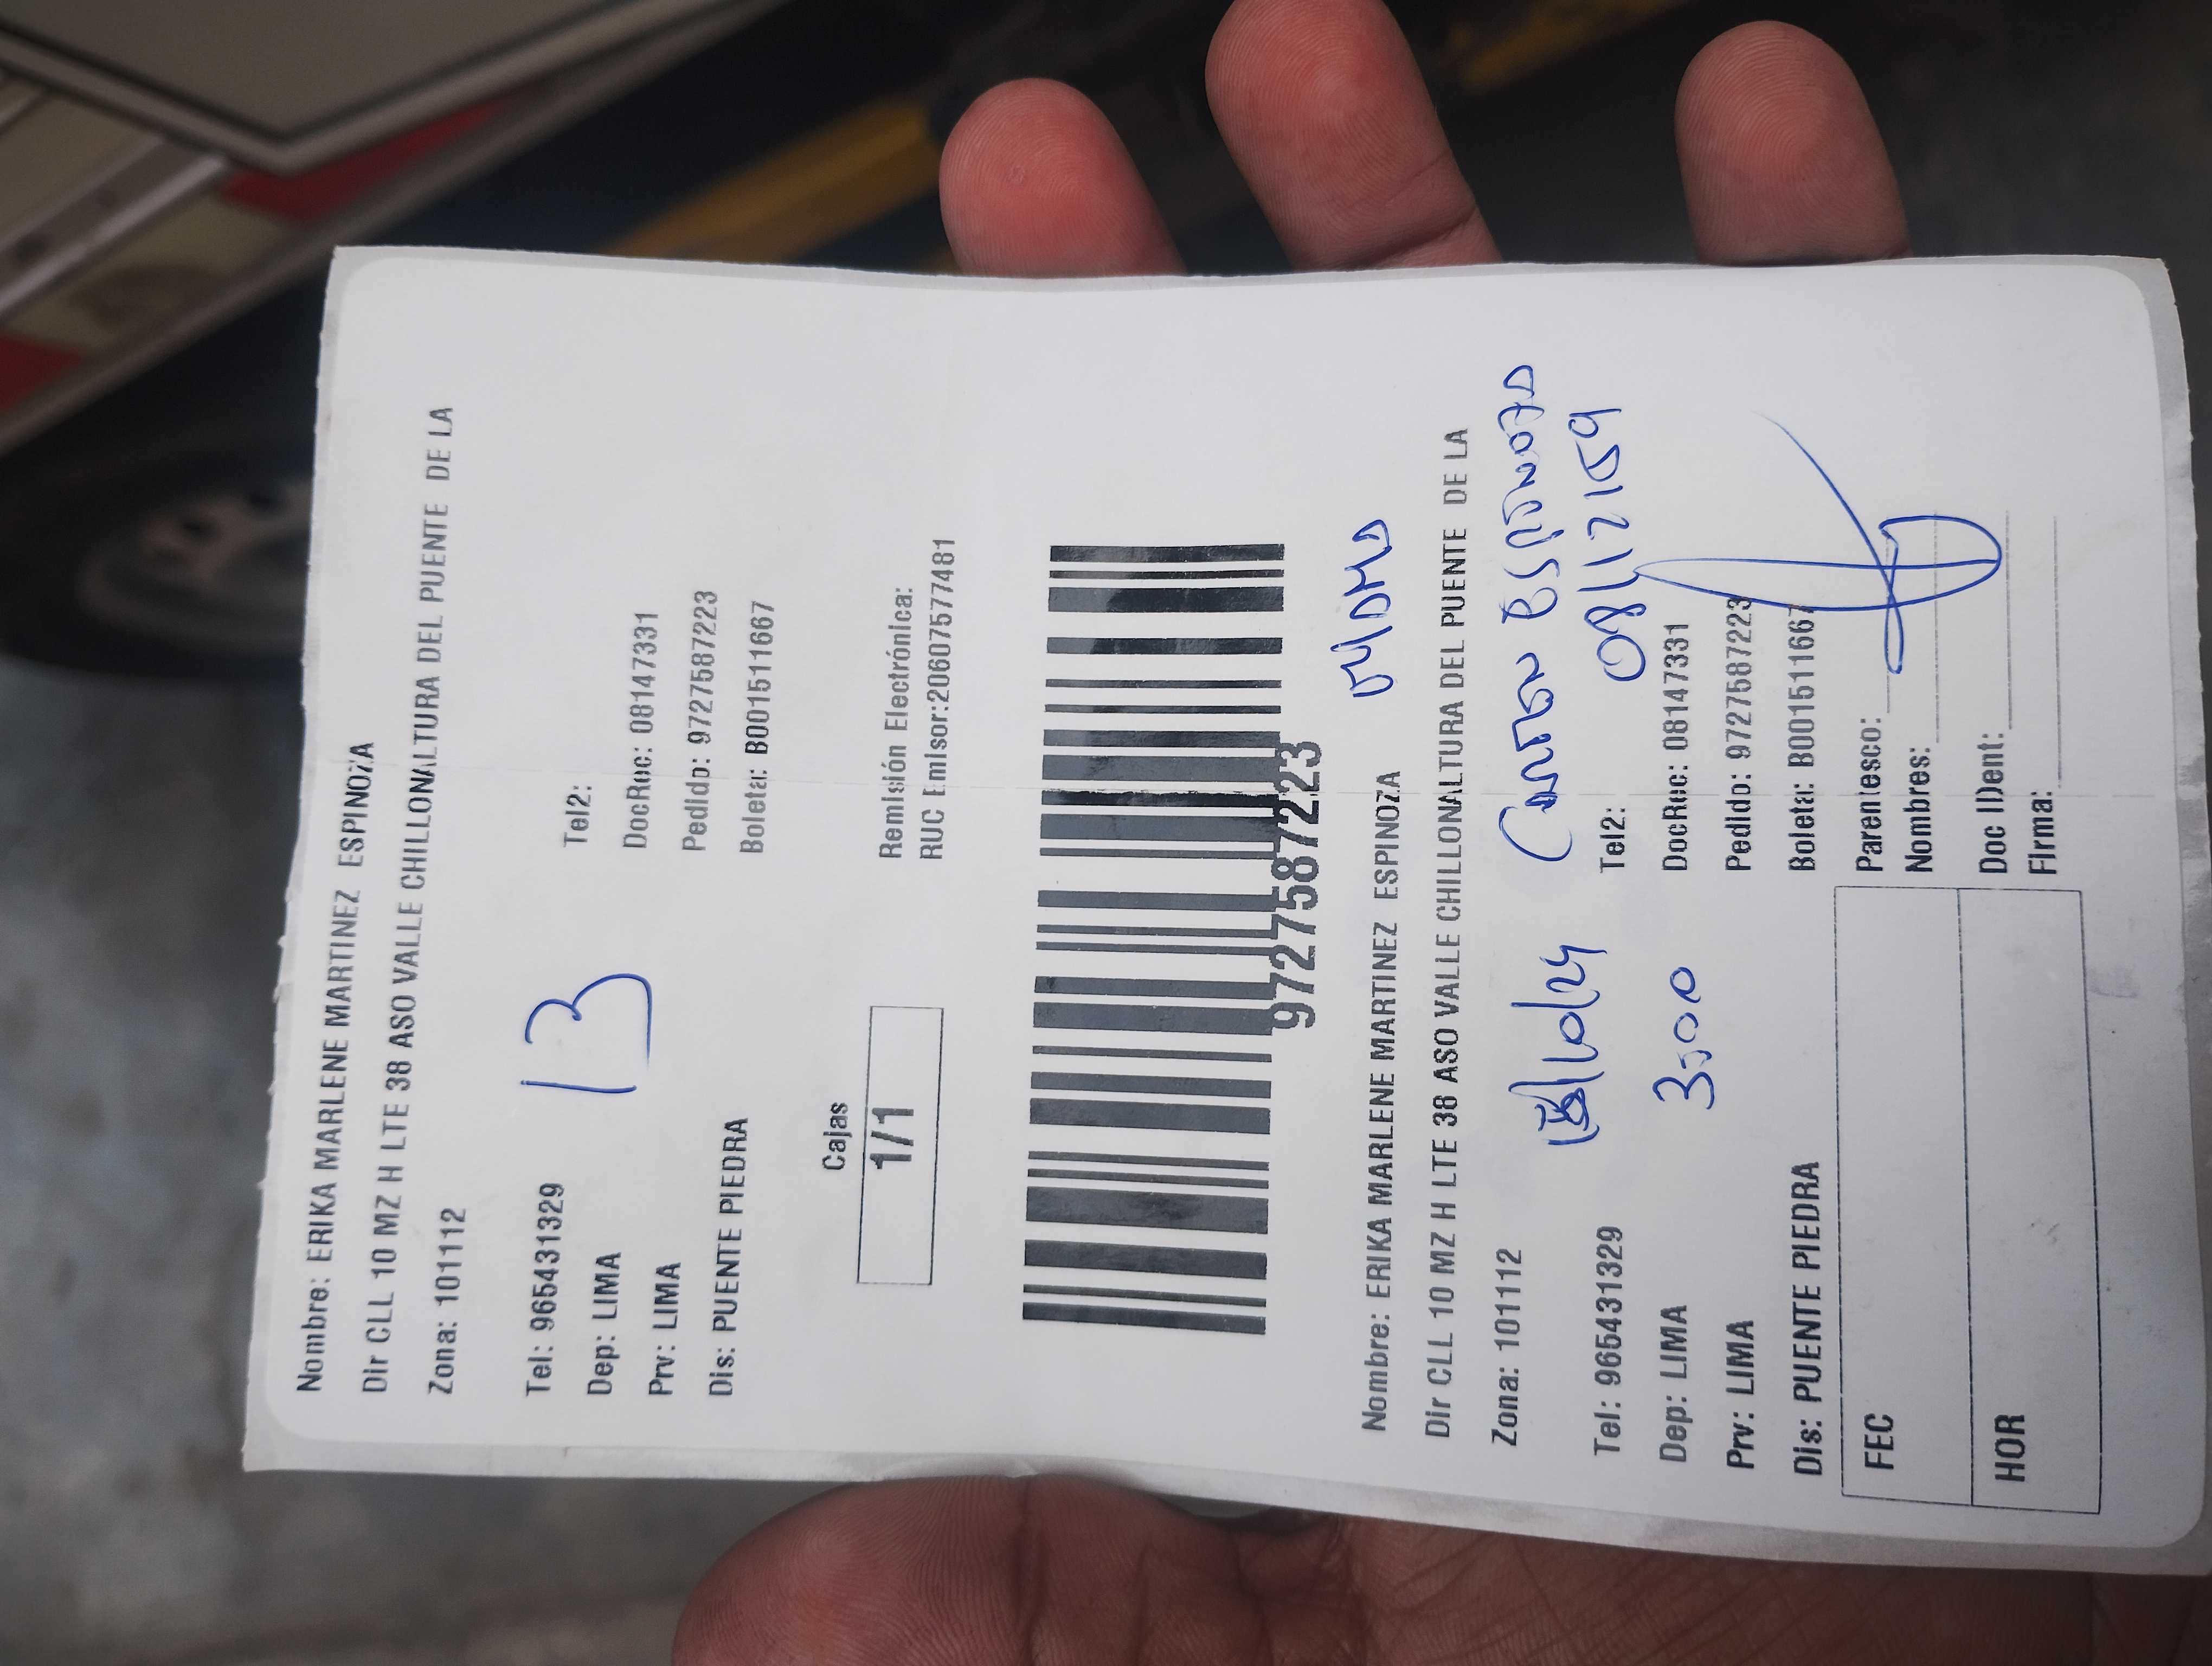 Nombre: ERIKA MARLENE MARTINEZ ESPINOZA
Dir CLL 10 MZ H LTE 38 ASO VALLE CHILLONALTURA DEL PUENTE DE LA
Zona: 101112
13
Tel: 965431329 Tel2:
Dep: LIMA DocRec: 08147331
Prv: LIMA Pedido: 9727587223
Dis: PUENTE PIEDRA Boleta: B001511667
Cajas
1/1
Remisión Electrónica:
RUC Emisor:20607577481
9727587223
Nombre: ERIKA MARLENE MARTINEZ ESPINOZA
Dir CLL 10 MZ H LTE 38 ASO VALLE CHILLONALTURA DEL PUENTE DE LA
Zona: 101112 Espinoza
08112159
Tel: 965431329 Tel2:
Dep: LIMA DocRec: 08147331
Prv: LIMA Pedido: 9727587223
Dis: PUENTE PIEDRA Boleta: B001511667
FEC Parentesco:
Nombres:
HOR Doc IDent:
Firma: